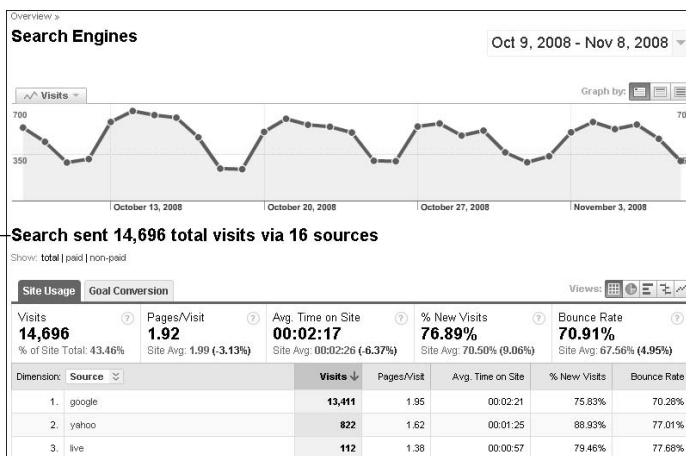 Overview »
Search Engines
Oct 9, 2008 - Nov 8, 2008
Visits
Graph by:
700
350
October 13, 2008 October 20, 2008 October 27, 2008 November 3, 2008
Search sent 14,696 total visits via 16 sources
Show: total | paid | non-paid
Site Usage Goal Conversion Views:
Visits ? Pages/Visit ? Avg. Time on Site ? % New Visits ? Bounce Rate ?
14,696 1.92 00:02:17 76.89% 70.91%
% of Site Total: 43.46% Site Avg: 1.99 (-3.13%) Site Avg: 00:02:26 (-6.37%) Site Avg: 70.50% (9.06%) Site Avg: 67.56% (4.95%)
Dimension: Source Visits Pages/Visit Avg. Time on Site % New Visits Bounce Rate
1. google 13,411 1.95 00:02:21 75.83% 70.28%
2. yahoo 822 1.62 00:01:25 88.93% 77.01%
3. live 112 1.38 00:00:57 79.46% 77.68%